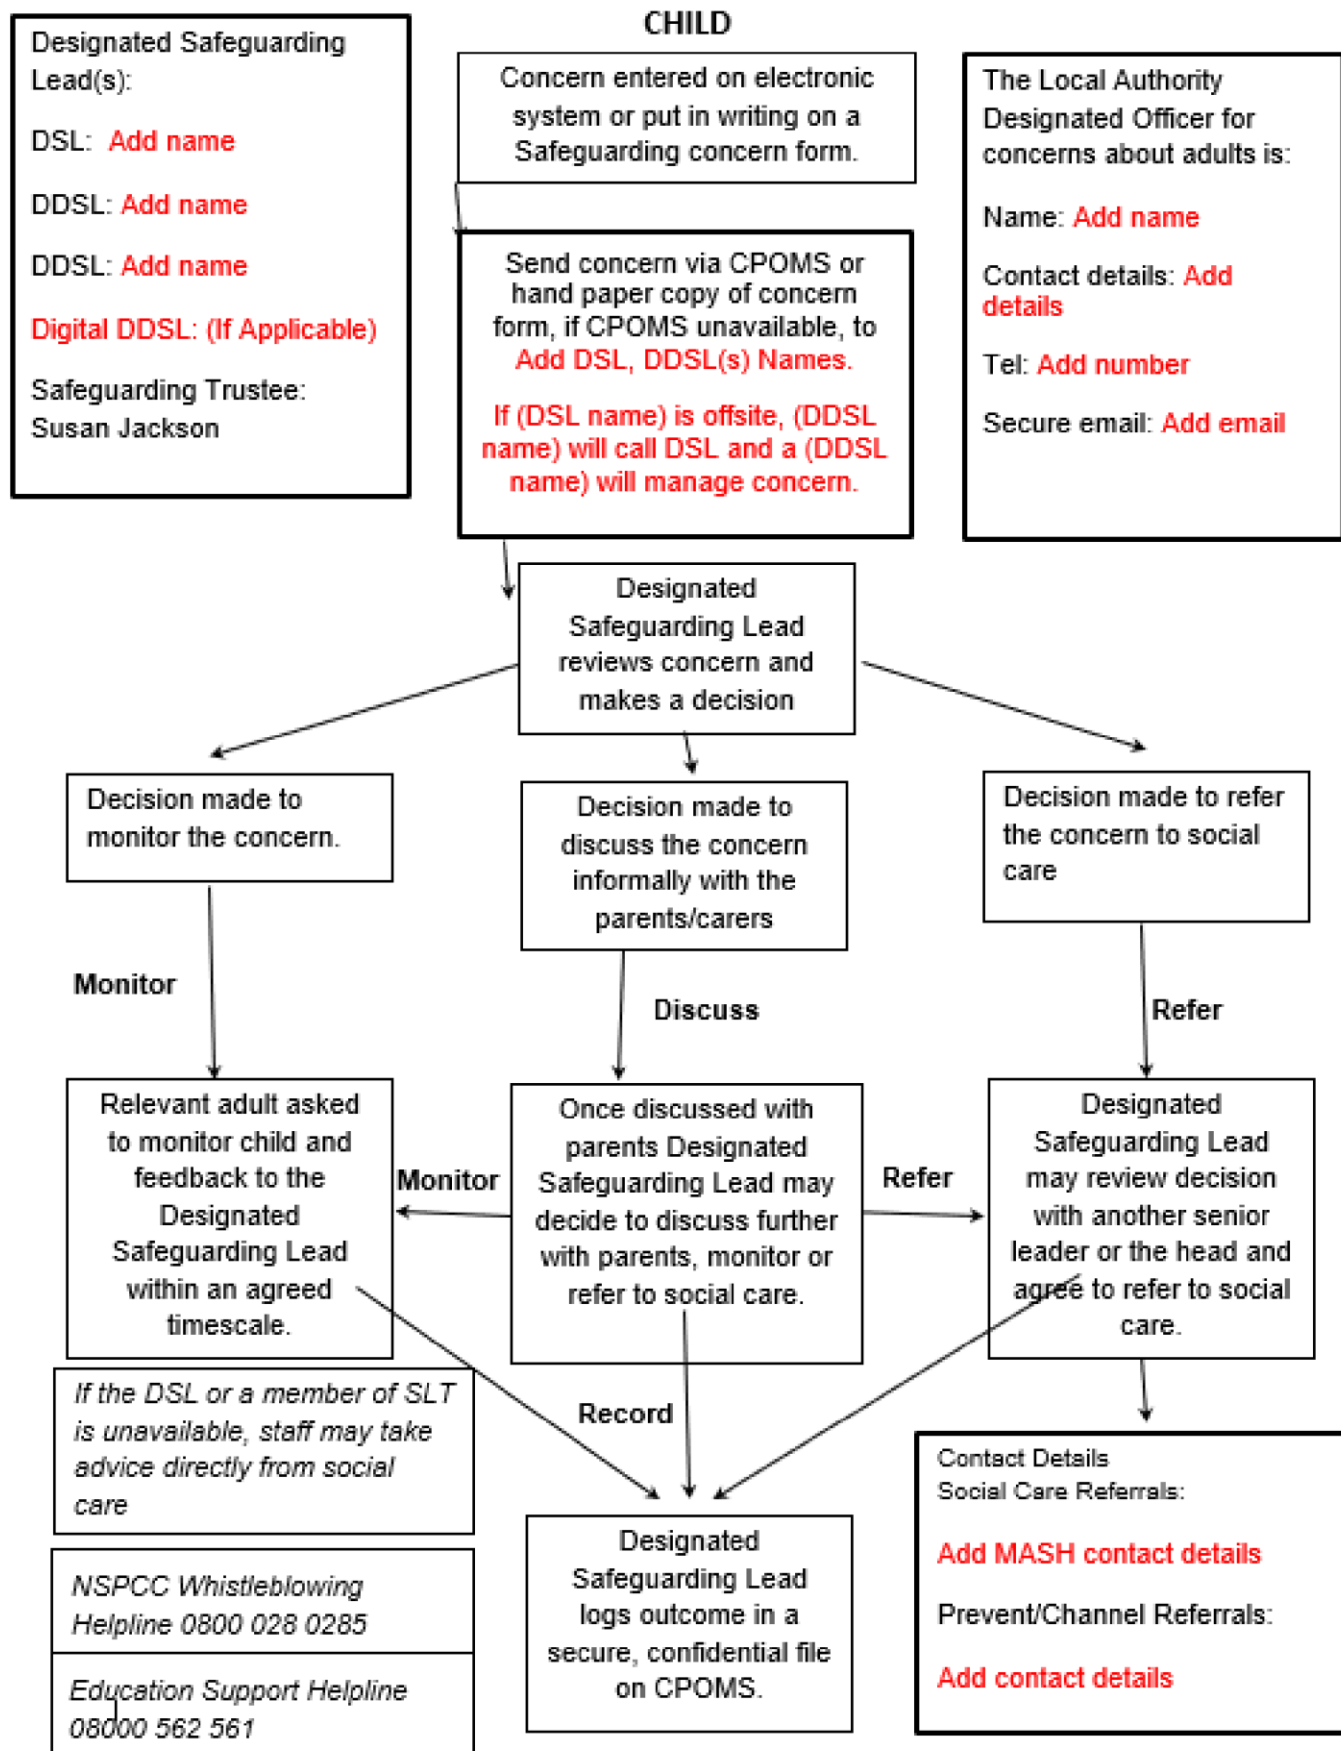 CHILD
Designated Safeguarding
Lead(s):
DSL: Add name
DDSL: Add name
DDSL: Add name
Digital DDSL: (If Applicable)
Safeguarding Trustee:
Susan Jackson
Concern entered on electronic
system or put in writing on a
Safeguarding concern form.
The Local Authority
Designated Officer for
concerns about adults is:
Name: Add name
Contact details: Add
details
Tel: Add number
Secure email: Add email
Send concern via CPOMS or
hand paper copy of concern
form, if CPOMS unavailable, to
Add DSL, DDSL(s) Names.
If (DSL name) is offsite, (DDSL
name) will call DSL and a (DDSL
name) will manage concern.
Designated
Safeguarding Lead
reviews concern and
makes a decision
Decision made to
monitor the concern.
Decision made to
discuss the concern
informally with the
parents/carers
Decision made to refer
the concern to social
care
Monitor
Discuss
Refer
Relevant adult asked
to monitor child and
feedback to the
Designated
Safeguarding Lead
within an agreed
timescale.
Monitor
Once discussed with
parents Designated
Safeguarding Lead may
decide to discuss further
with parents, monitor or
refer to social care.
Refer
Designated
Safeguarding Lead
may review decision
with another senior
leader or the head and
agree to refer to social
care.
If the DSL or a member of SLT
is unavailable, staff may take
advice directly from social
care
Record
NSPCC Whistleblowing
Helpline 0800 028 0285
Education Support Helpline
08000 562 561
Designated
Safeguarding Lead
logs outcome in a
secure, confidential file
on CPOMS.
Contact Details
Social Care Referrals:
Add MASH contact details
Prevent/Channel Referrals:
Add contact details